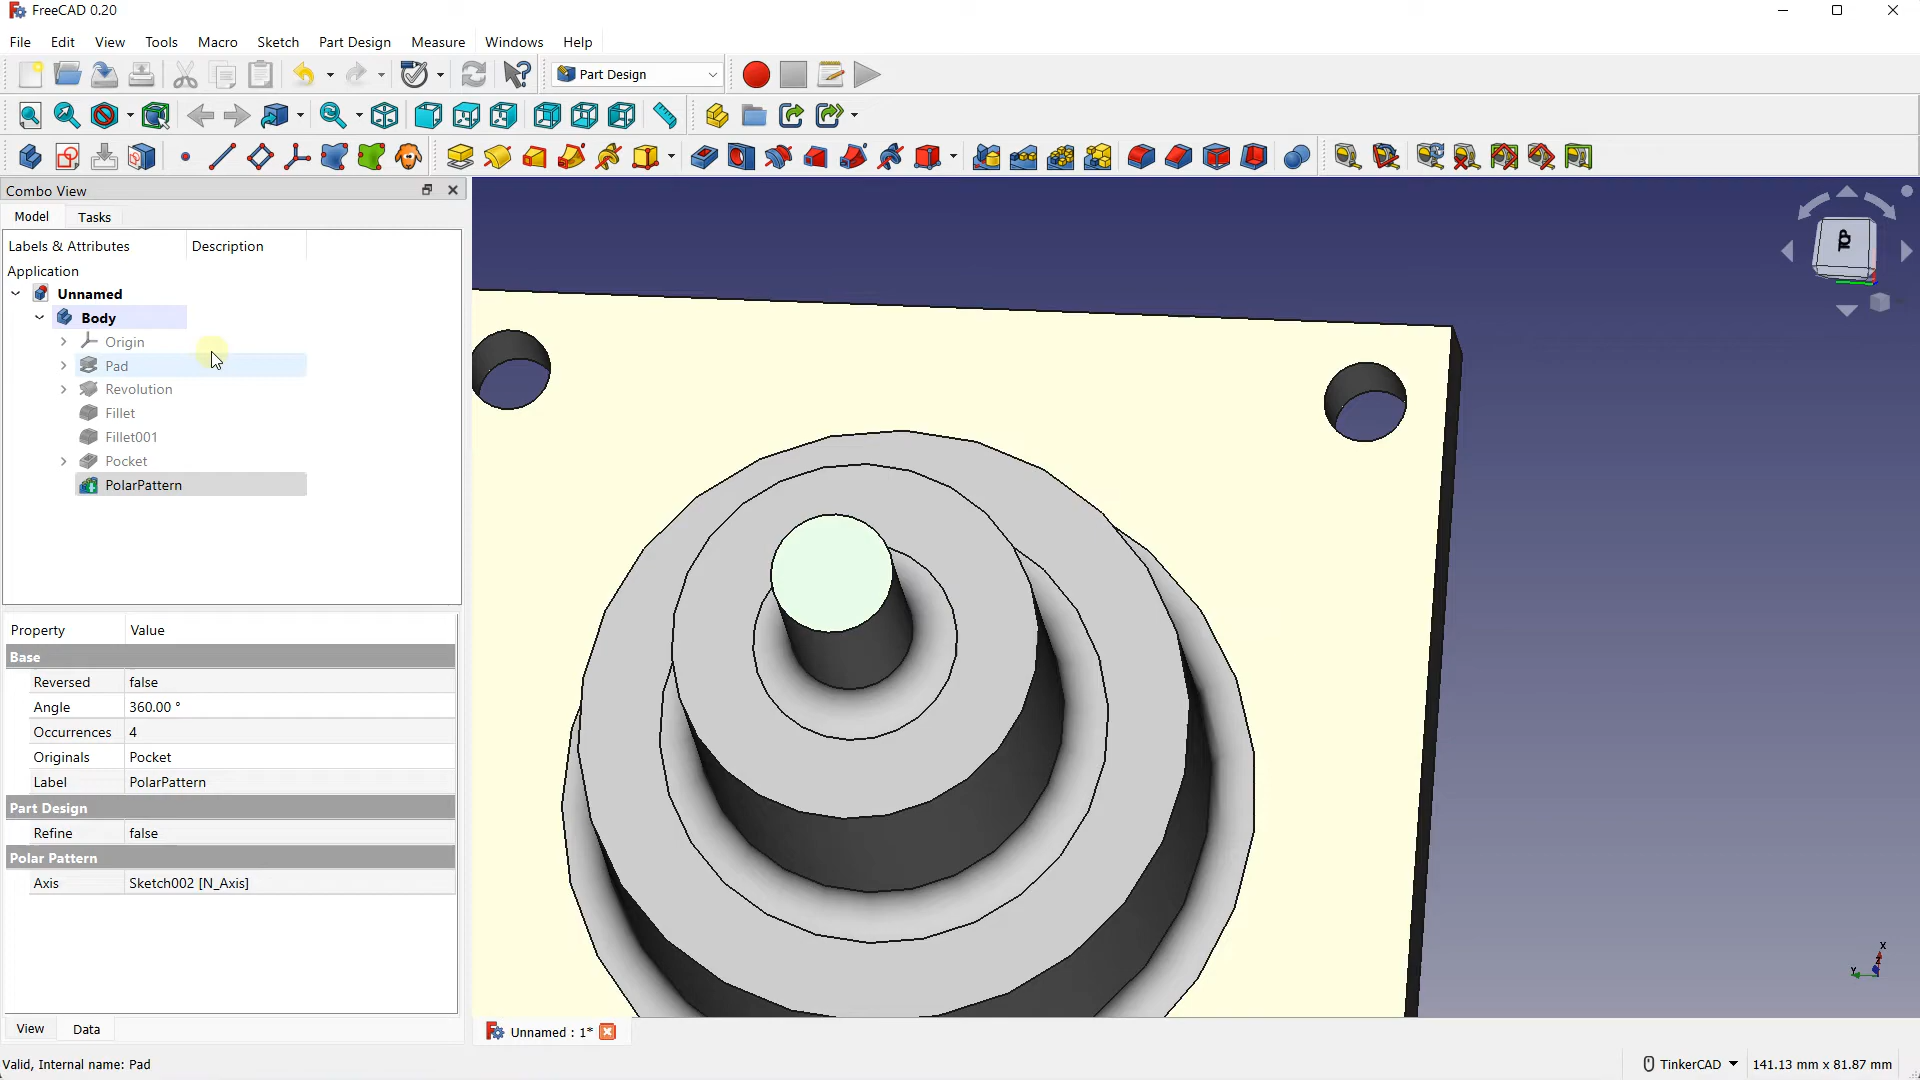 FreeCAD 0.20
File Edit View Tools Macro Sketch Part Design Measure Windows Help
Part Design
Combo View
Model Tasks
Labels & Attributes Description
Application
Unnamed
Body
Origin
Pad
Revolution
Fillet
Fillet001
Pocket
PolarPattern
Property Value
Base
Reversed false
Angle 360.00 °
Occurrences 4
Originals Pocket
Label PolarPattern
Part Design
Refine false
Polar Pattern
Axis Sketch002 [N_Axis]
View Data
TOP
X
Y
Z
Unnamed : 1*
Valid, Internal name: Pad
TinkerCAD 141.13 mm x 81.87 mm